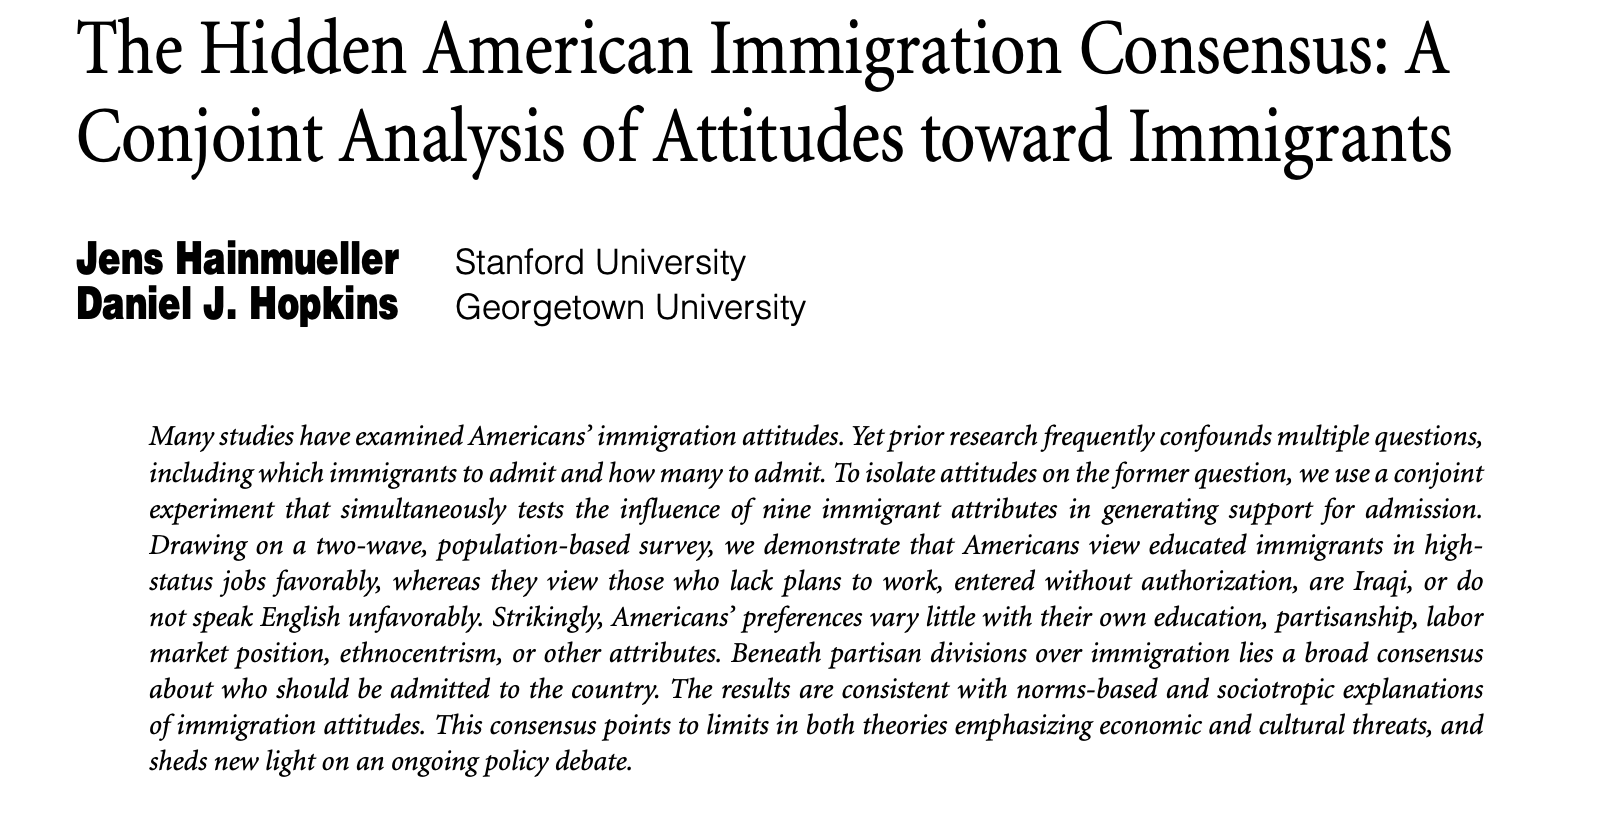 The Hidden American Immigration Consensus: A
Conjoint Analysis of Attitudes toward Immigrants
Jens Hainmueller Stanford University
Daniel J. Hopkins Georgetown University
Many studies have examined Americans’ immigration attitudes. Yet prior research frequently confounds multiple questions,
including which immigrants to admit and how many to admit. To isolate attitudes on the former question, we use a conjoint
experiment that simultaneously tests the influence of nine immigrant attributes in generating support for admission.
Drawing on a two-wave, population-based survey, we demonstrate that Americans view educated immigrants in high-
status jobs favorably, whereas they view those who lack plans to work, entered without authorization, are Iraqi, or do
not speak English unfavorably. Strikingly, Americans’ preferences vary little with their own education, partisanship, labor
market position, ethnocentrism, or other attributes. Beneath partisan divisions over immigration lies a broad consensus
about who should be admitted to the country. The results are consistent with norms-based and sociotropic explanations
of immigration attitudes. This consensus points to limits in both theories emphasizing economic and cultural threats, and
sheds new light on an ongoing policy debate.